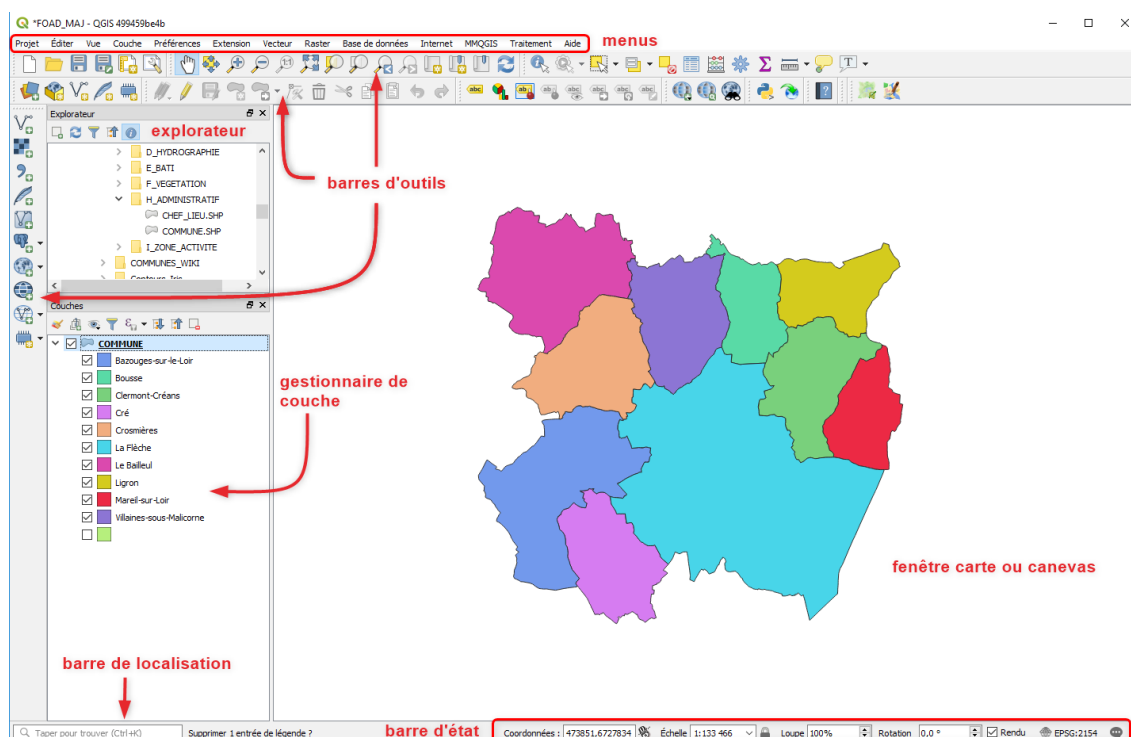 *FOAD_MAJ - QGIS 499459be4b
Projet Éditer Vue Couche Préférences Extension Vecteur Raster Base de données Internet MMQGIS Traitement Aide
menus
Explorateur
explorateur
D_HYDROGRAPHIE
E_BATI
F_VEGETATION
H_ADMINISTRATIF
CHEF_LIEU.SHP
COMMUNE.SHP
I_ZONE_ACTIVITE
COMMUNES_WIKI
Contours_Iris
barres d'outils
Couches
COMMUNE
Bazouges-sur-le-Loir
Bousse
Clermont-Créans
Cré
Crosmières
La Flèche
Le Bailleul
Ligron
Mareil-sur-Loir
Villaines-sous-Malicorne
gestionnaire de
couche
fenêtre carte ou canevas
barre de localisation
Taper pour trouver (Ctrl+K)
Supprimer 1 entrée de légende ?
barre d'état
Coordonnées : 473851,6727834 Échelle 1:133 466 Loupe 100% Rotation 0,0 ° Rendu EPSG:2154